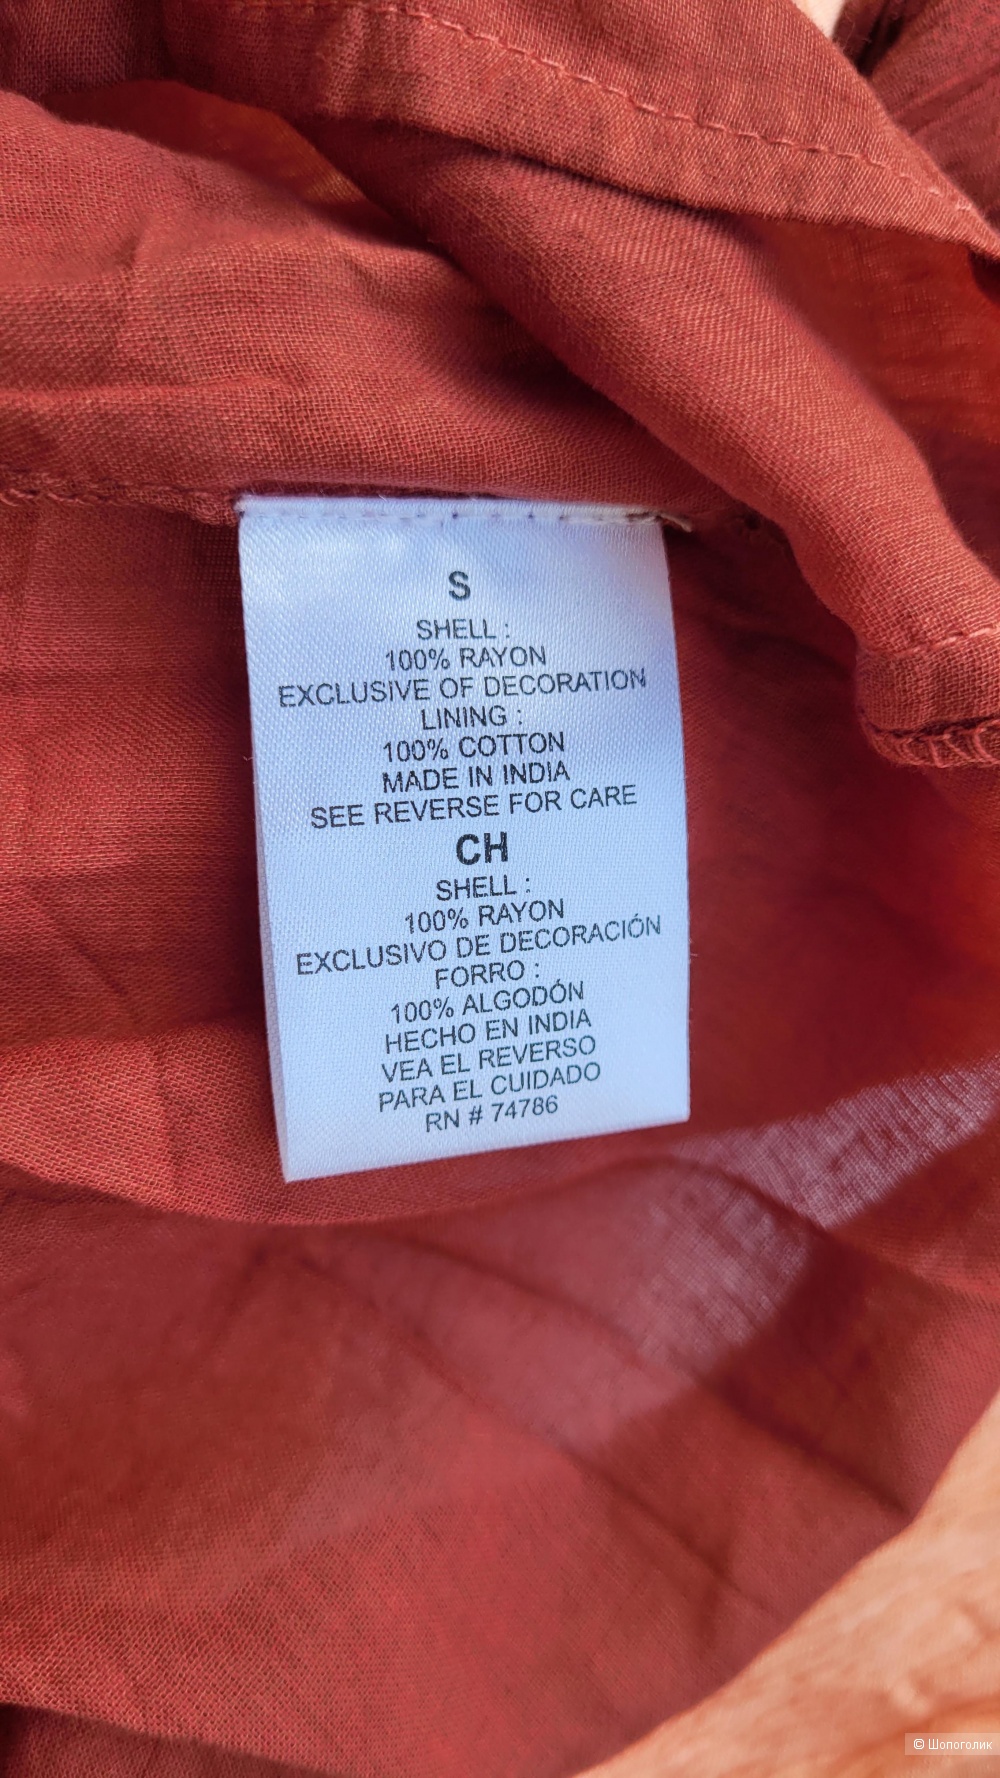 S
SHELL :
100% RAYON
EXCLUSIVE OF DECORATION
LINING :
100% COTTON
MADE IN INDIA
SEE REVERSE FOR CARE
CH
SHELL :
100% RAYON
EXCLUSIVO DE DECORACIÓN
FORRO :
100% ALGODÓN
HECHO EN INDIA
VEA EL REVERSO
PARA EL CUIDADO
RN # 74786
© Шопоголик